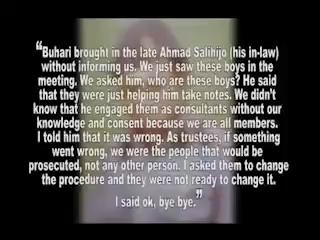 “Buhari brought in the late Ahmad Salihijo (his in-law)
without informing us. We just saw these boys in the
meeting. We asked him, who are these boys? He said
that they were just helping him take notes. We didn't
know that he engaged them as consultants without our
knowledge and consent because we are all members.
I told him that it was wrong. As trustees, if something
went wrong, we were the people that would be
prosecuted, not any other person. I asked them to change
the procedure and they were not ready to change it.
I said ok, bye bye.”